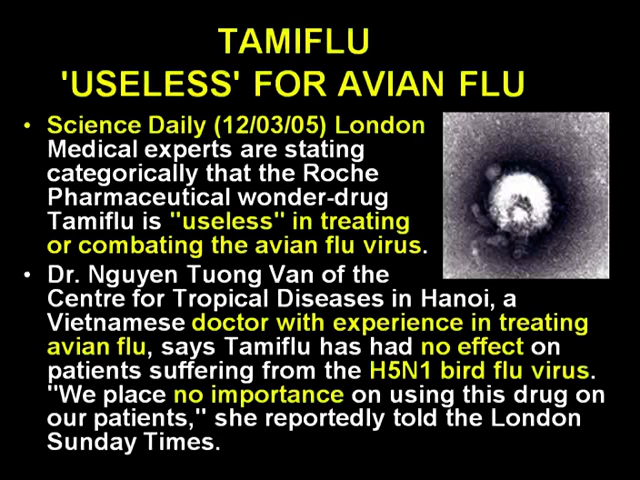 TAMIFLU
'USELESS' FOR AVIAN FLU
• Science Daily (12/03/05) London
Medical experts are stating
categorically that the Roche
Pharmaceutical wonder-drug
Tamiflu is "useless" in treating
or combating the avian flu virus.
• Dr. Nguyen Tuong Van of the
Centre for Tropical Diseases in Hanoi, a
Vietnamese doctor with experience in treating
avian flu, says Tamiflu has had no effect on
patients suffering from the H5N1 bird flu virus.
"We place no importance on using this drug on
our patients," she reportedly told the London
Sunday Times.